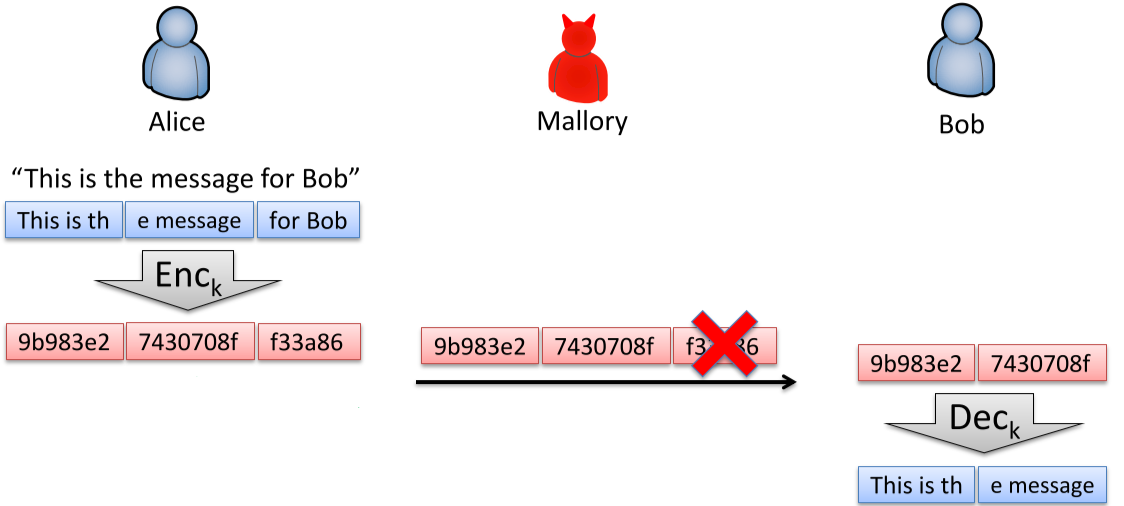 Alice
Mallory
Bob
“This is the message for Bob”
This is th
e message
for Bob
Enck
9b983e2
7430708f
f33a86
9b983e2
7430708f
9b983e2
7430708f
Deck
This is th
e message